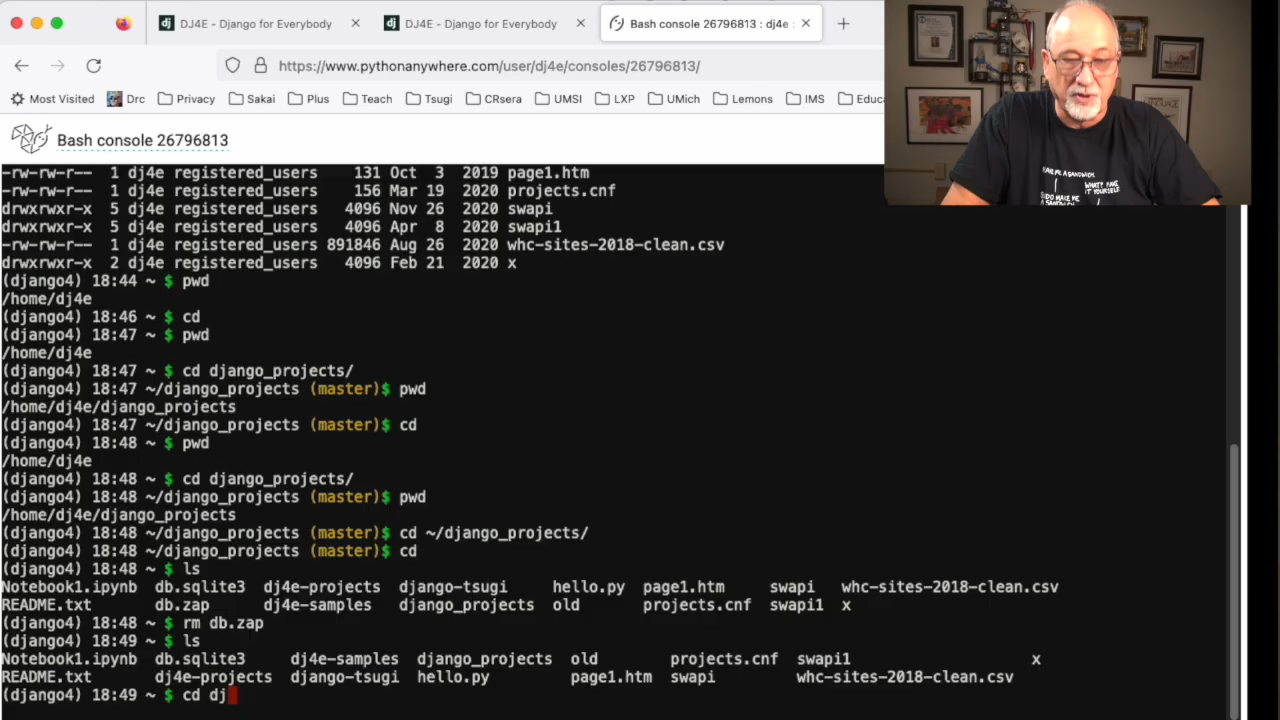 DJ4E - Django for Everybody
DJ4E - Django for Everybody
Bash console 26796813 : dj4e :
https://www.pythonanywhere.com/user/dj4e/consoles/26796813/
Most Visited Drc Privacy Sakai Plus Teach Tsugi CRsera UMSI LXP UMich Lemons IMS Educa
Bash console 26796813
-rw-rw-r-- 1 dj4e registered_users 131 Oct 3 2019 page1.htm
-rw-rw-r-- 1 dj4e registered_users 156 Mar 19 2020 projects.cnf
drwxrwxr-x 5 dj4e registered_users 4096 Nov 26 2020 swapi
drwxrwxr-x 5 dj4e registered_users 4096 Apr 8 2020 swapi1
-rw-rw-r-- 1 dj4e registered_users 891846 Aug 26 2020 whc-sites-2018-clean.csv
drwxrwxr-x 2 dj4e registered_users 4096 Feb 21 2020 x
(django4) 18:44 ~ $ pwd
/home/dj4e
(django4) 18:46 ~ $ cd
(django4) 18:47 ~ $ pwd
/home/dj4e
(django4) 18:47 ~ $ cd django_projects/
(django4) 18:47 ~/django_projects (master)$ pwd
/home/dj4e/django_projects
(django4) 18:47 ~/django_projects (master)$ cd
(django4) 18:48 ~ $ pwd
/home/dj4e
(django4) 18:48 ~ $ cd django_projects/
(django4) 18:48 ~/django_projects (master)$ pwd
/home/dj4e/django_projects
(django4) 18:48 ~/django_projects (master)$ cd ~/django_projects/
(django4) 18:48 ~/django_projects (master)$ cd
(django4) 18:48 ~ $ ls
Notebook1.ipynb db.sqlite3 dj4e-projects django-tsugi hello.py page1.htm swapi whc-sites-2018-clean.csv
README.txt db.zap dj4e-samples django_projects old projects.cnf swapi1 x
(django4) 18:48 ~ $ rm db.zap
(django4) 18:49 ~ $ ls
Notebook1.ipynb db.sqlite3 dj4e-samples django_projects old projects.cnf swapi1 x
README.txt dj4e-projects django-tsugi hello.py page1.htm swapi whc-sites-2018-clean.csv
(django4) 18:49 ~ $ cd dj
MAKE ME A SANDWICH.
WHAT? MAKE
IT YOURSELF.
SUDO MAKE ME
A SANDWICH.